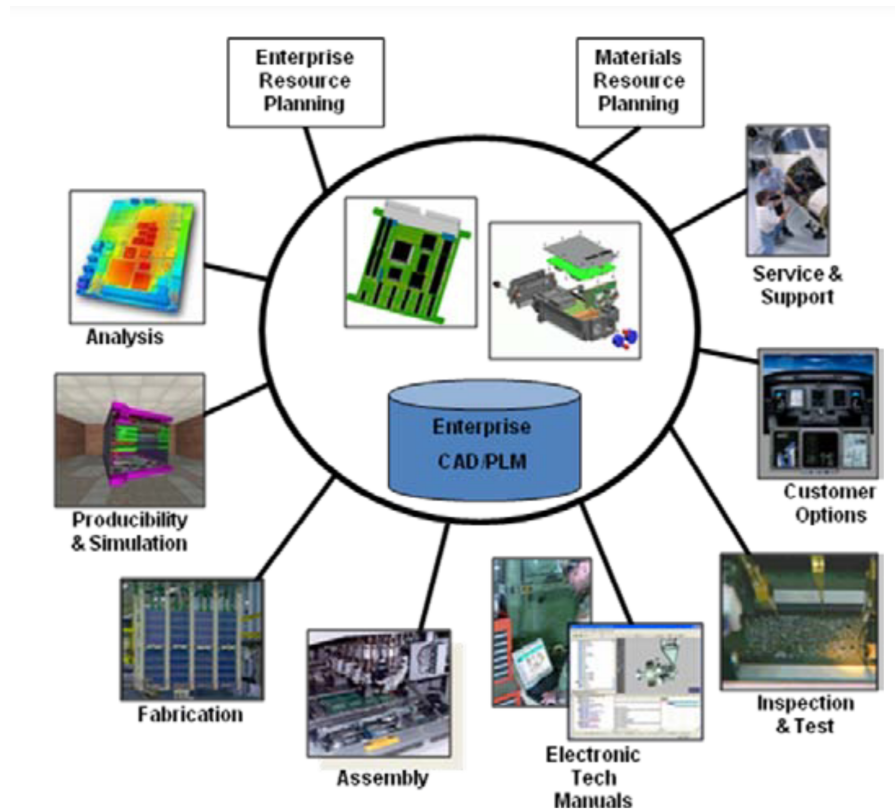 Enterprise
Resource
Planning
Materials
Resource
Planning
Service &
Support
Analysis
Enterprise
CAD/PLM
Customer
Options
Producibility
& Simulation
Fabrication
Inspection
& Test
Assembly
Electronic
Tech
Manuals